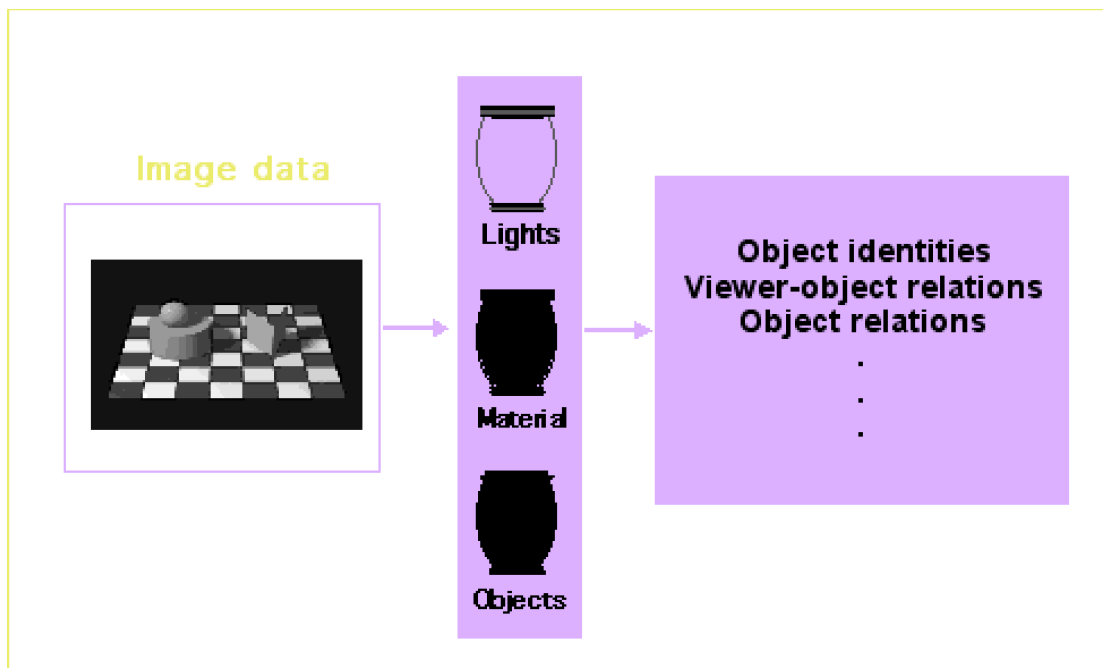 Image data
Lights
Material
Objects
Object identities
Viewer-object relations
Object relations
.
.
.